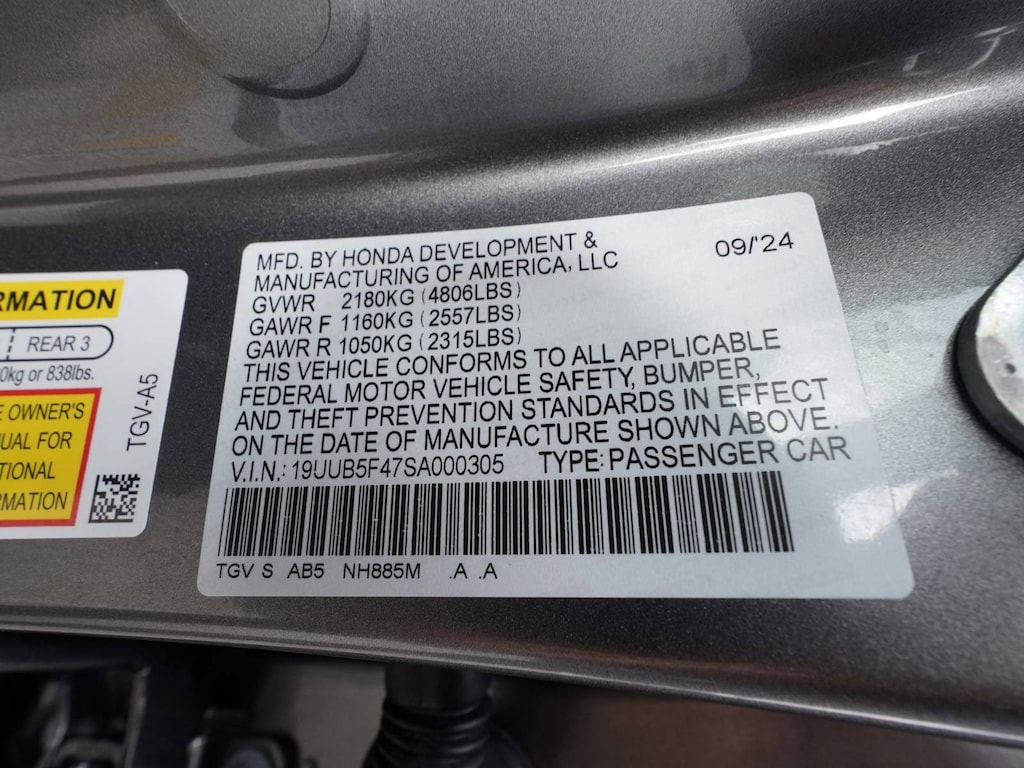 RMATION
REAR 3
0kg or 838lbs.
E OWNER'S
UAL FOR
TIONAL
RMATION
TGV-A5
MFD. BY HONDA DEVELOPMENT &
MANUFACTURING OF AMERICA, LLC
09/'24
GVWR 2180KG (4806LBS)
GAWR F 1160KG (2557LBS)
GAWR R 1050KG (2315LBS)
THIS VEHICLE CONFORMS TO ALL APPLICABLE
FEDERAL MOTOR VEHICLE SAFETY, BUMPER,
AND THEFT PREVENTION STANDARDS IN EFFECT
ON THE DATE OF MANUFACTURE SHOWN ABOVE.
V.I.N.: 19UUB5F47SA000305 TYPE: PASSENGER CAR
TGV S AB5 NH885M .A .A